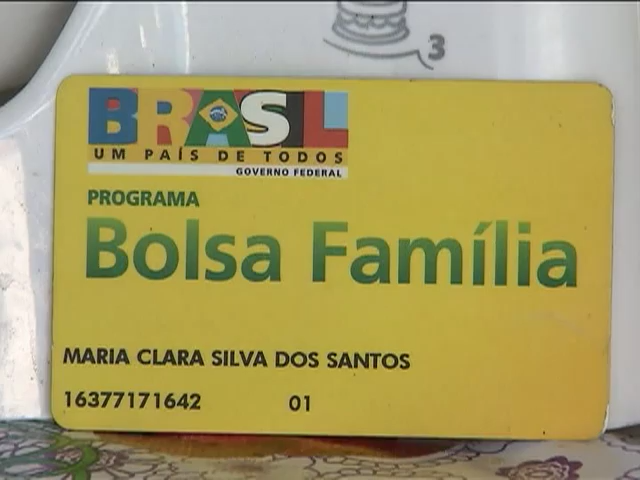 3
BRASIL
UM PAÍS DE TODOS
GOVERNO FEDERAL
PROGRAMA
Bolsa Família
MARIA CLARA SILVA DOS SANTOS
16377171642 01